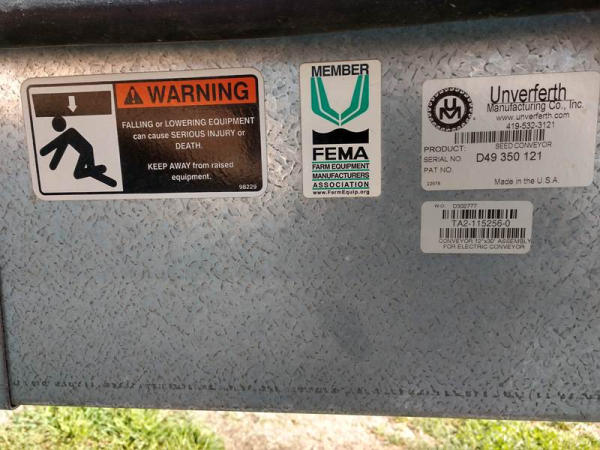 WARNING
FALLING or LOWERING EQUIPMENT
can cause SERIOUS INJURY or
DEATH.
KEEP AWAY from raised
equipment.
98229
MEMBER
FEMA
FARM EQUIPMENT
MANUFACTURERS
ASSOCIATION
www.FarmEquip.org
UM
Unverferth
Manufacturing Co., Inc.
www.unverferth.com
419-532-3121
PRODUCT: SEED CONVEYOR
SERIAL NO D49 350 121
PAT NO.
Made in the U.S.A.
W.O: D302777
TA2-115256-0
CONVEYOR 12"x30' ASSEMBLY
FOR ELECTRIC CONVEYOR